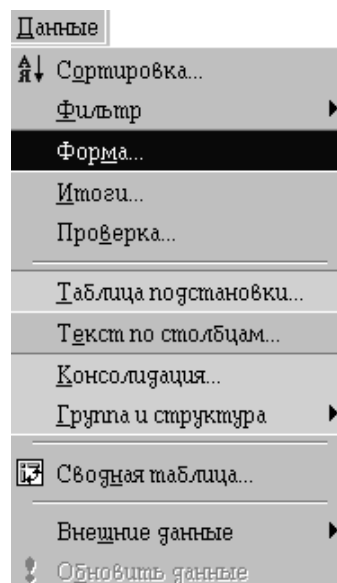 Данные
Сортировка...
Фильтр
Форма...
Итоги...
Проверка...
Таблица подстановки...
Текст по столбцам...
Консолидация...
Группа и структура
Сводная таблица...
Внешние данные
Обновить данные